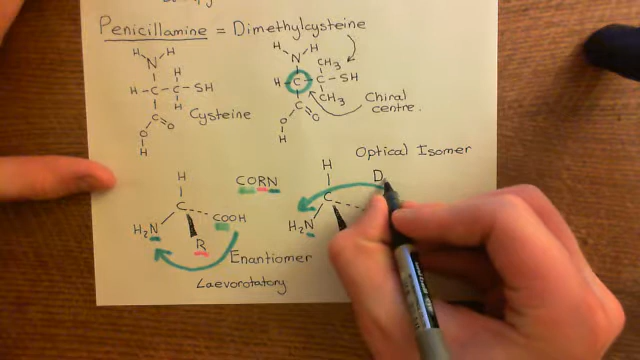 Penicillamine = Dimethylcysteine
H H
N
H
H - C - C - SH
H
C
O O
H
Cysteine
H H
N
CH3
H - C - C - SH
CH3
C
O O
H
Chiral
centre.
Optical Isomer
H
C
COOH
H2N
R
CORN
Enantiomer
Laevorotatory
H
C
H2N
D